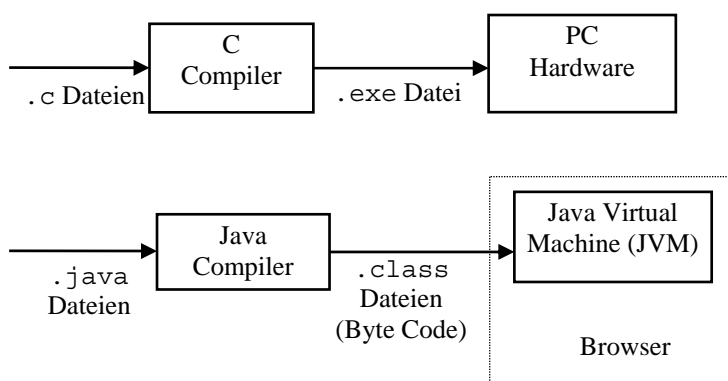 C
Compiler
PC
Hardware
.c Dateien
.exe Datei
Java
Compiler
Java Virtual
Machine (JVM)
.java
Dateien
.class
Dateien
(Byte Code)
Browser